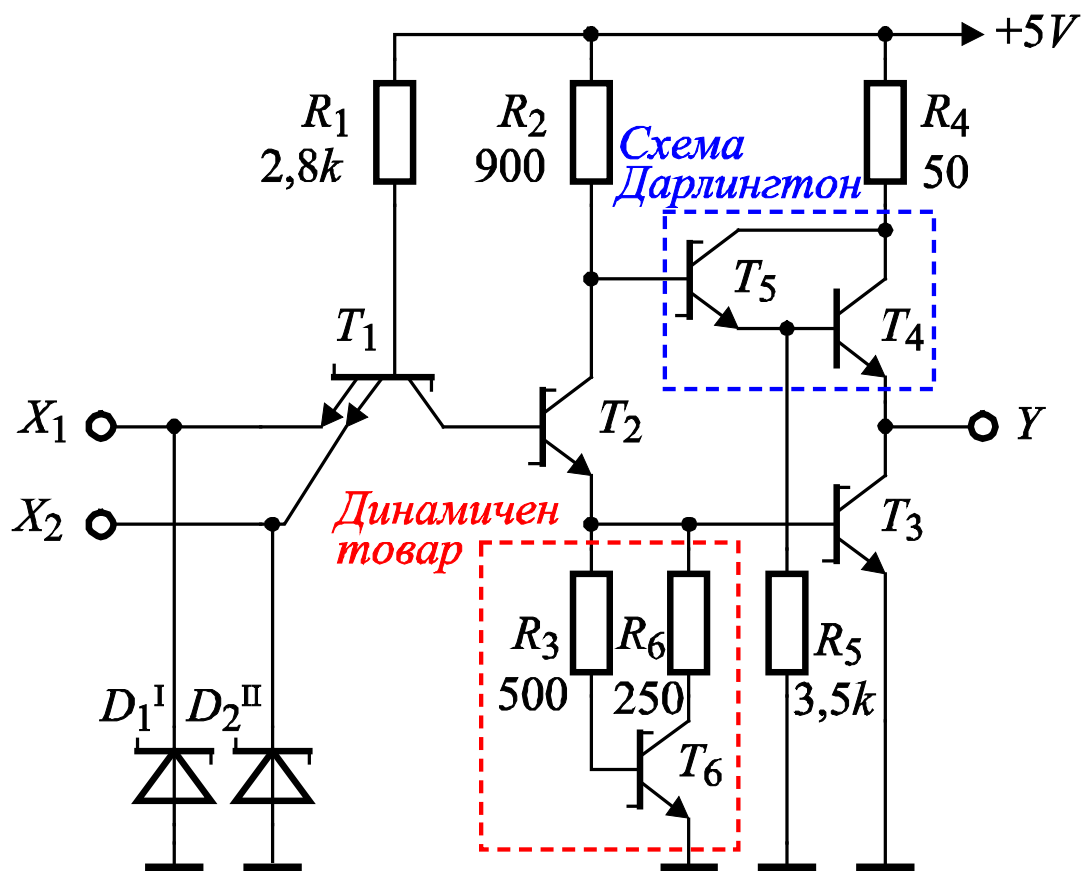 +5V
R1
2,8k
R2
900
Схема
Дарлингтон
R4
50
T5
T1
T4
X1
T2
Y
X2
Динамичен
товар
T3
R3
500
R6
250
R5
3,5k
D1ᴵ
D2ᴵᴵ
T6